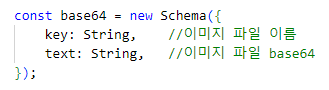 const base64 = new Schema({
    key: String,    //이미지 파일 이름
    text: String,   //이미지 파일 base64
});